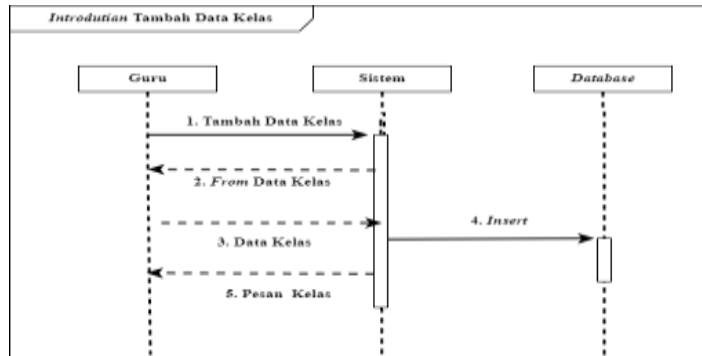 Introdutian Tambah Data Kelas
Guru
Sistem
Database
1. Tambah Data Kelas
2. From Data Kelas
3. Data Kelas
4. Insert
5. Pesan Kelas